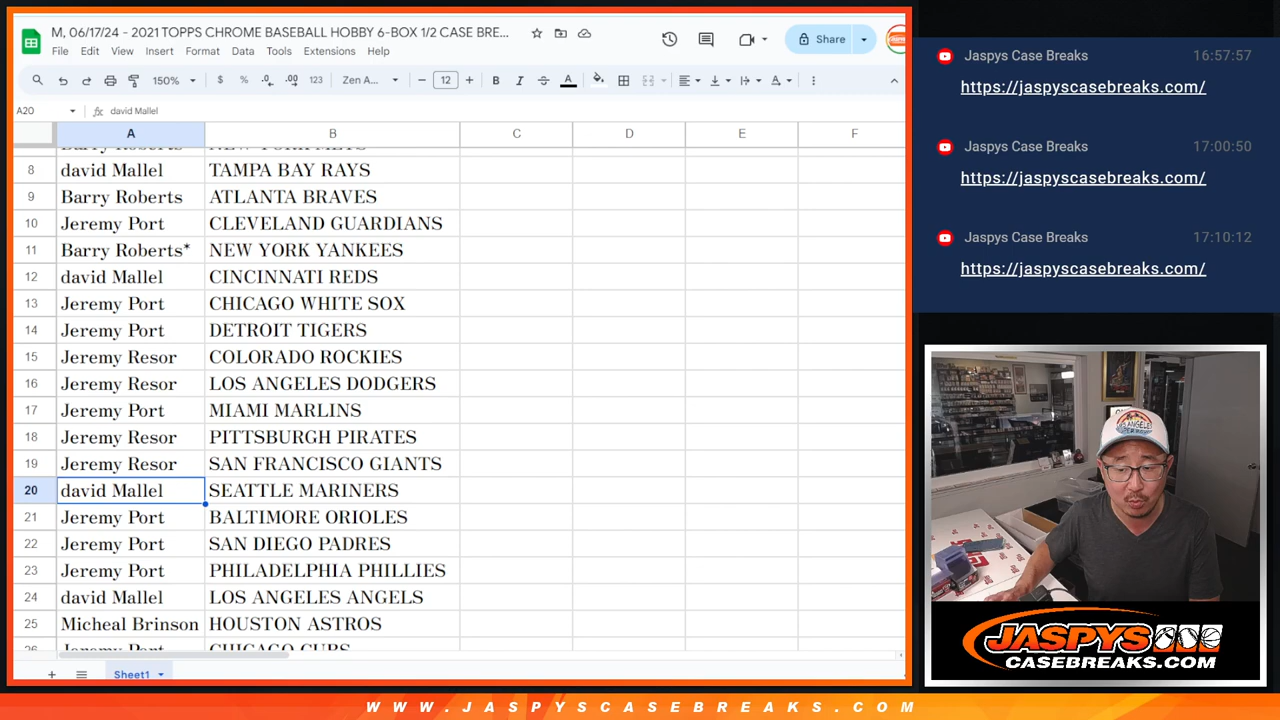 M, 06/17/24 - 2021 TOPPS CHROME BASEBALL HOBBY 6-BOX 1/2 CASE BRE...
Share
File Edit View Insert Format Data Tools Extensions Help
150% $ % .0 .00 123 Zen A... 12 B I S A
A20 david Mallel
A B C D E F
8 david Mallel TAMPA BAY RAYS
9 Barry Roberts ATLANTA BRAVES
10 Jeremy Port CLEVELAND GUARDIANS
11 Barry Roberts* NEW YORK YANKEES
12 david Mallel CINCINNATI REDS
13 Jeremy Port CHICAGO WHITE SOX
14 Jeremy Port DETROIT TIGERS
15 Jeremy Resor COLORADO ROCKIES
16 Jeremy Resor LOS ANGELES DODGERS
17 Jeremy Port MIAMI MARLINS
18 Jeremy Resor PITTSBURGH PIRATES
19 Jeremy Resor SAN FRANCISCO GIANTS
20 david Mallel SEATTLE MARINERS
21 Jeremy Port BALTIMORE ORIOLES
22 Jeremy Port SAN DIEGO PADRES
23 Jeremy Port PHILADELPHIA PHILLIES
24 david Mallel LOS ANGELES ANGELS
25 Micheal Brinson HOUSTON ASTROS
26 Jeremy Port CHICAGO CUBS
Sheet1
Jaspys Case Breaks 16:57:57
https://jaspyscasebreaks.com/
Jaspys Case Breaks 17:00:50
https://jaspyscasebreaks.com/
Jaspys Case Breaks 17:10:12
https://jaspyscasebreaks.com/
JASPYS
CASEBREAKS.COM
WWW.JASPYSCASEBREAKS.COM